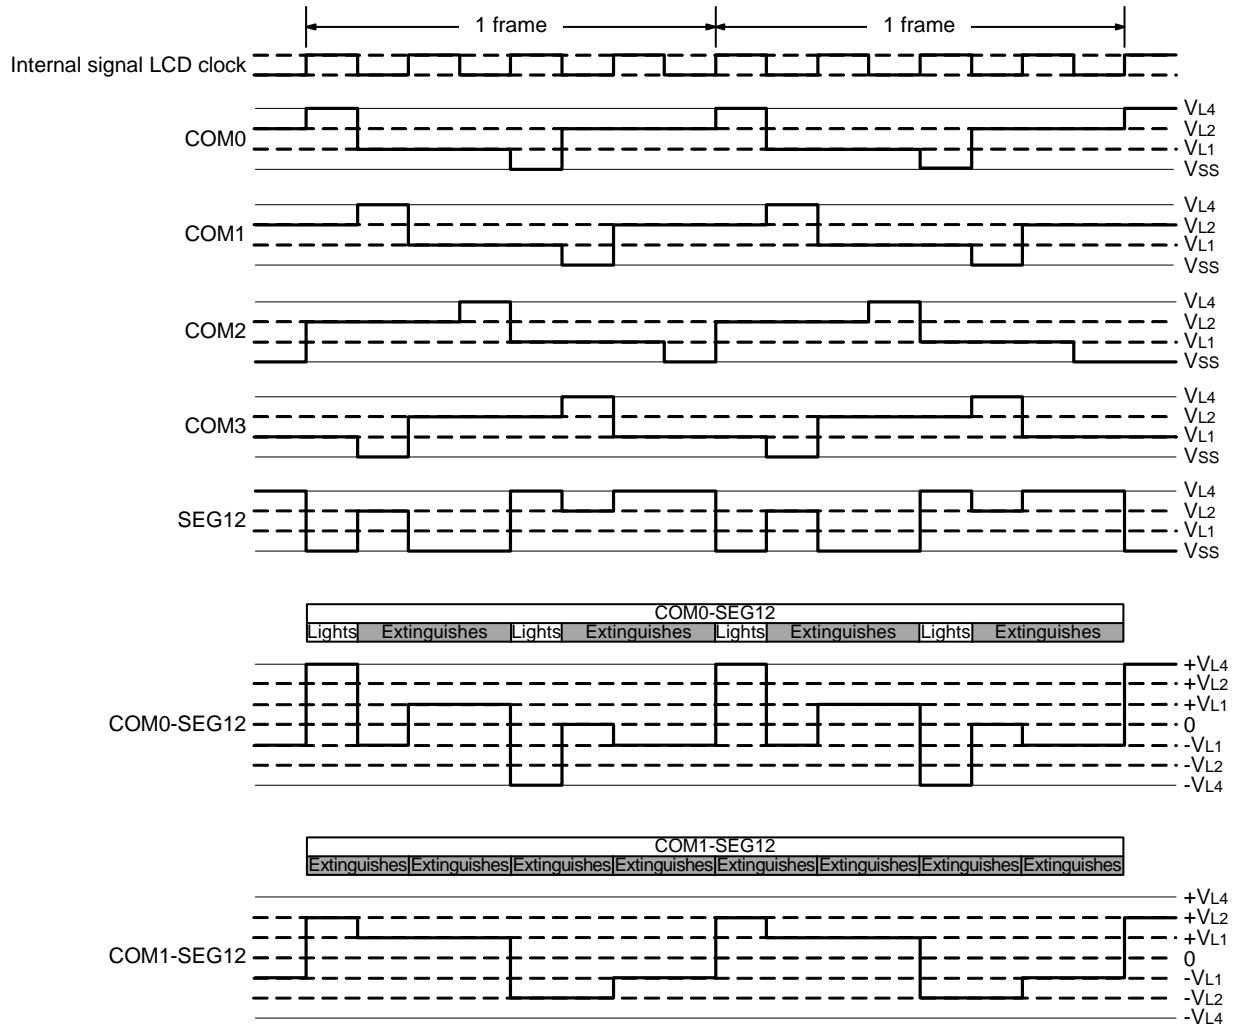 1 frame 1 frame
Internal signal LCD clock
COM0
VL4
VL2
VL1
VSS
COM1
VL4
VL2
VL1
VSS
COM2
VL4
VL2
VL1
VSS
COM3
VL4
VL2
VL1
VSS
SEG12
VL4
VL2
VL1
VSS
COM0-SEG12
Lights Extinguishes Lights Extinguishes Lights Extinguishes Lights Extinguishes
COM0-SEG12
+VL4
+VL2
+VL1
0
-VL1
-VL2
-VL4
COM1-SEG12
Extinguishes Extinguishes Extinguishes Extinguishes Extinguishes Extinguishes Extinguishes Extinguishes
COM1-SEG12
+VL4
+VL2
+VL1
0
-VL1
-VL2
-VL4